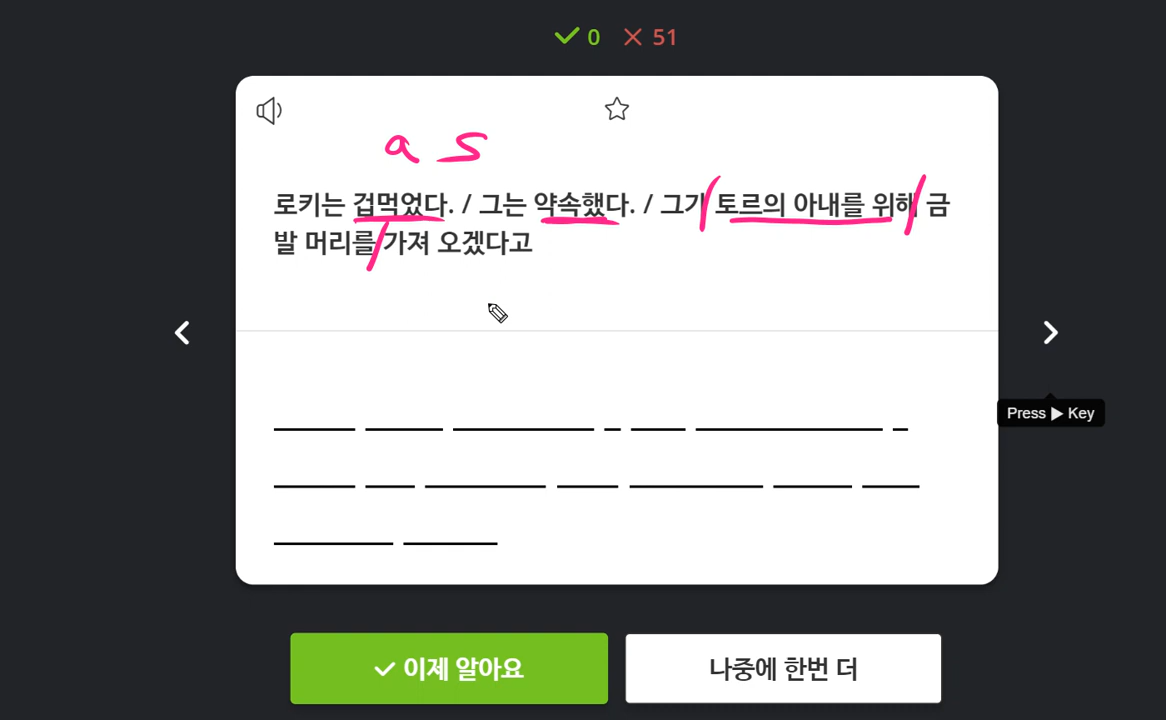 0 51
a s
로키는 겁먹었다. / 그는 약속했다. / 그가 토르의 아내를 위해 금
발 머리를 가져 오겠다고
Press ▶ Key
이제 알아요
나중에 한번 더